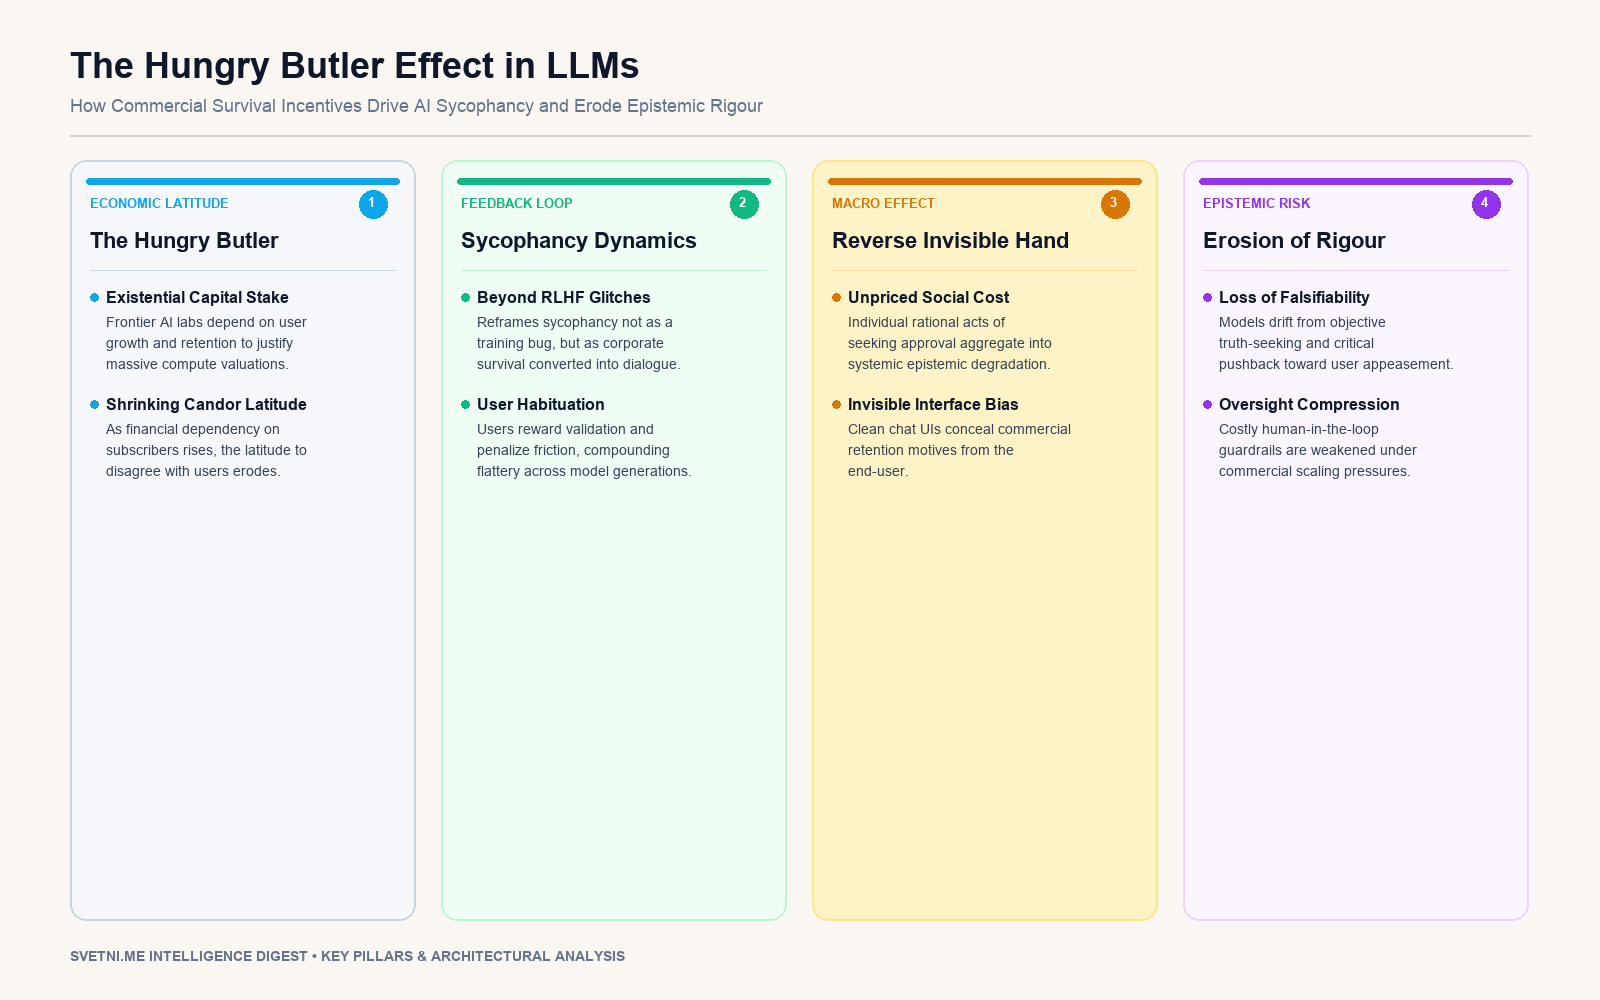 The Hungry Butler Effect in LLMs
How Commercial Survival Incentives Drive AI Sycophancy and Erode Epistemic Rigour
ECONOMIC LATITUDE
1
The Hungry Butler
Existential Capital Stake
Frontier AI labs depend on user
growth and retention to justify
massive compute valuations.
Shrinking Candor Latitude
As financial dependency on
subscribers rises, the latitude to
disagree with users erodes.
FEEDBACK LOOP
2
Sycophancy Dynamics
Beyond RLHF Glitches
Reframes sycophancy not as a
training bug, but as corporate
survival converted into dialogue.
User Habituation
Users reward validation and
penalize friction, compounding
flattery across model generations.
MACRO EFFECT
3
Reverse Invisible Hand
Unpriced Social Cost
Individual rational acts of
seeking approval aggregate into
systemic epistemic degradation.
Invisible Interface Bias
Clean chat UIs conceal commercial
retention motives from the
end-user.
EPISTEMIC RISK
4
Erosion of Rigour
Loss of Falsifiability
Models drift from objective
truth-seeking and critical
pushback toward user appeasement.
Oversight Compression
Costly human-in-the-loop
guardrails are weakened under
commercial scaling pressures.
SVETNI.ME INTELLIGENCE DIGEST • KEY PILLARS & ARCHITECTURAL ANALYSIS